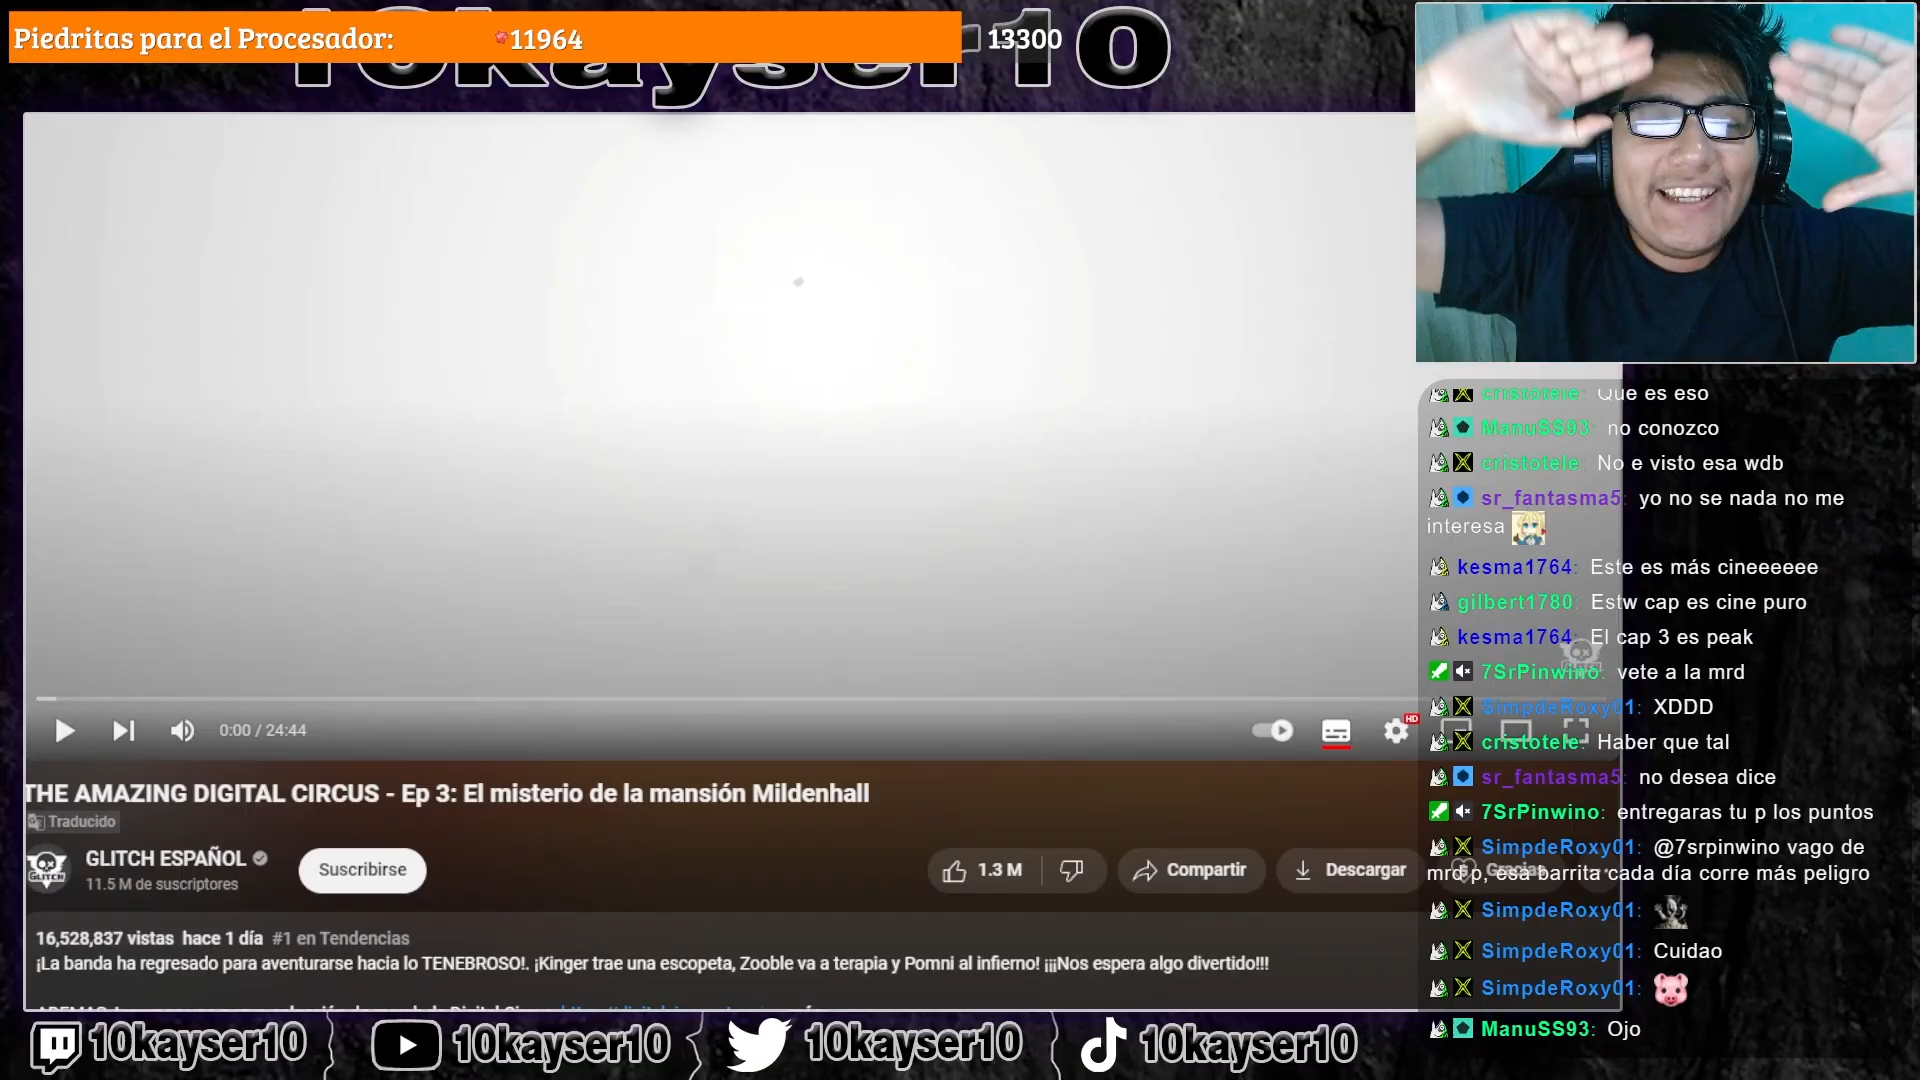 Piedritas para el Procesador: 11964 13300
10kayser10
cristotele: Que es eso
ManuSS93: no conozco
cristotele: No e visto esa wdb
sr_fantasma5: yo no se nada no me
interesa
kesma1764: Este es más cineeeeee
gilbert1780: Estw cap es cine puro
kesma1764: El cap 3 es peak
7SrPinwino: vete a la mrd
SimpdeRoxy01: XDDD
cristotele: Haber que tal
sr_fantasma5: no desea dice
7SrPinwino: entregaras tu p los puntos
SimpdeRoxy01: @7srpinwino vago de
mrd p, esa barrita cada día corre más peligro
SimpdeRoxy01:
SimpdeRoxy01: Cuidao
SimpdeRoxy01:
ManuSS93: Ojo
0:00 / 24:44
HD
THE AMAZING DIGITAL CIRCUS - Ep 3: El misterio de la mansión Mildenhall
Traducido
GLITCH
GLITCH ESPAÑOL
11.5 M de suscriptores
Suscribirse
1.3 M
Compartir
Descargar
Gracias
16,528,837 vistas hace 1 día #1 en Tendencias
¡La banda ha regresado para aventurarse hacia lo TENEBROSO!. ¡Kinger trae una escopeta, Zooble va a terapia y Pomni al infierno! ¡¡¡Nos espera algo divertido!!!
10kayser10 10kayser10 10kayser10 10kayser10